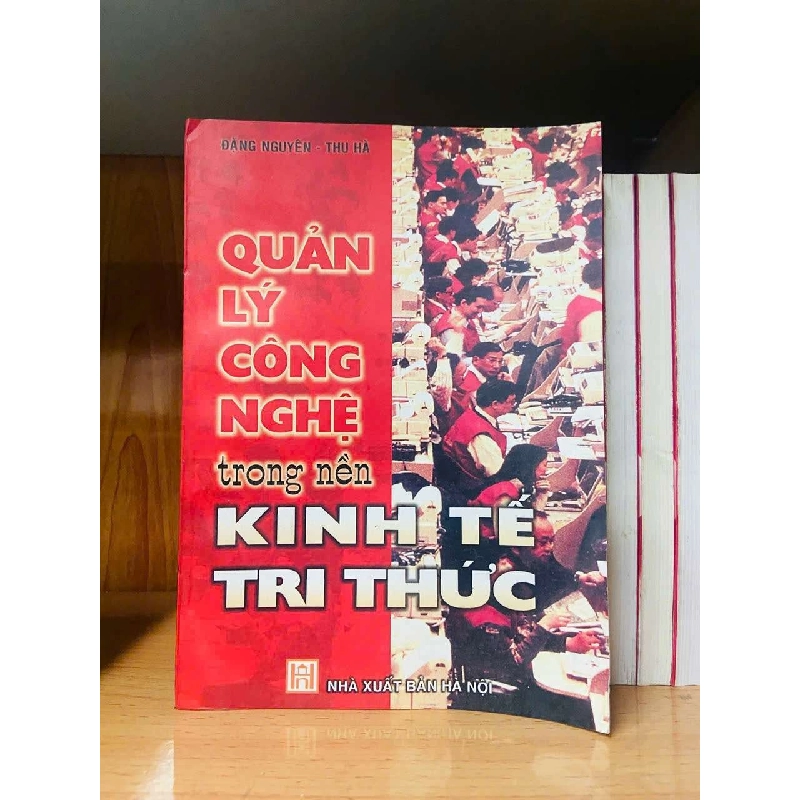 ĐẶNG NGUYÊN - THU HÀ
QUẢN
LÝ
CÔNG
NGHỆ
trong nền
KINH TẾ
TRI THỨC
NHÀ XUẤT BẢN HÀ NỘI